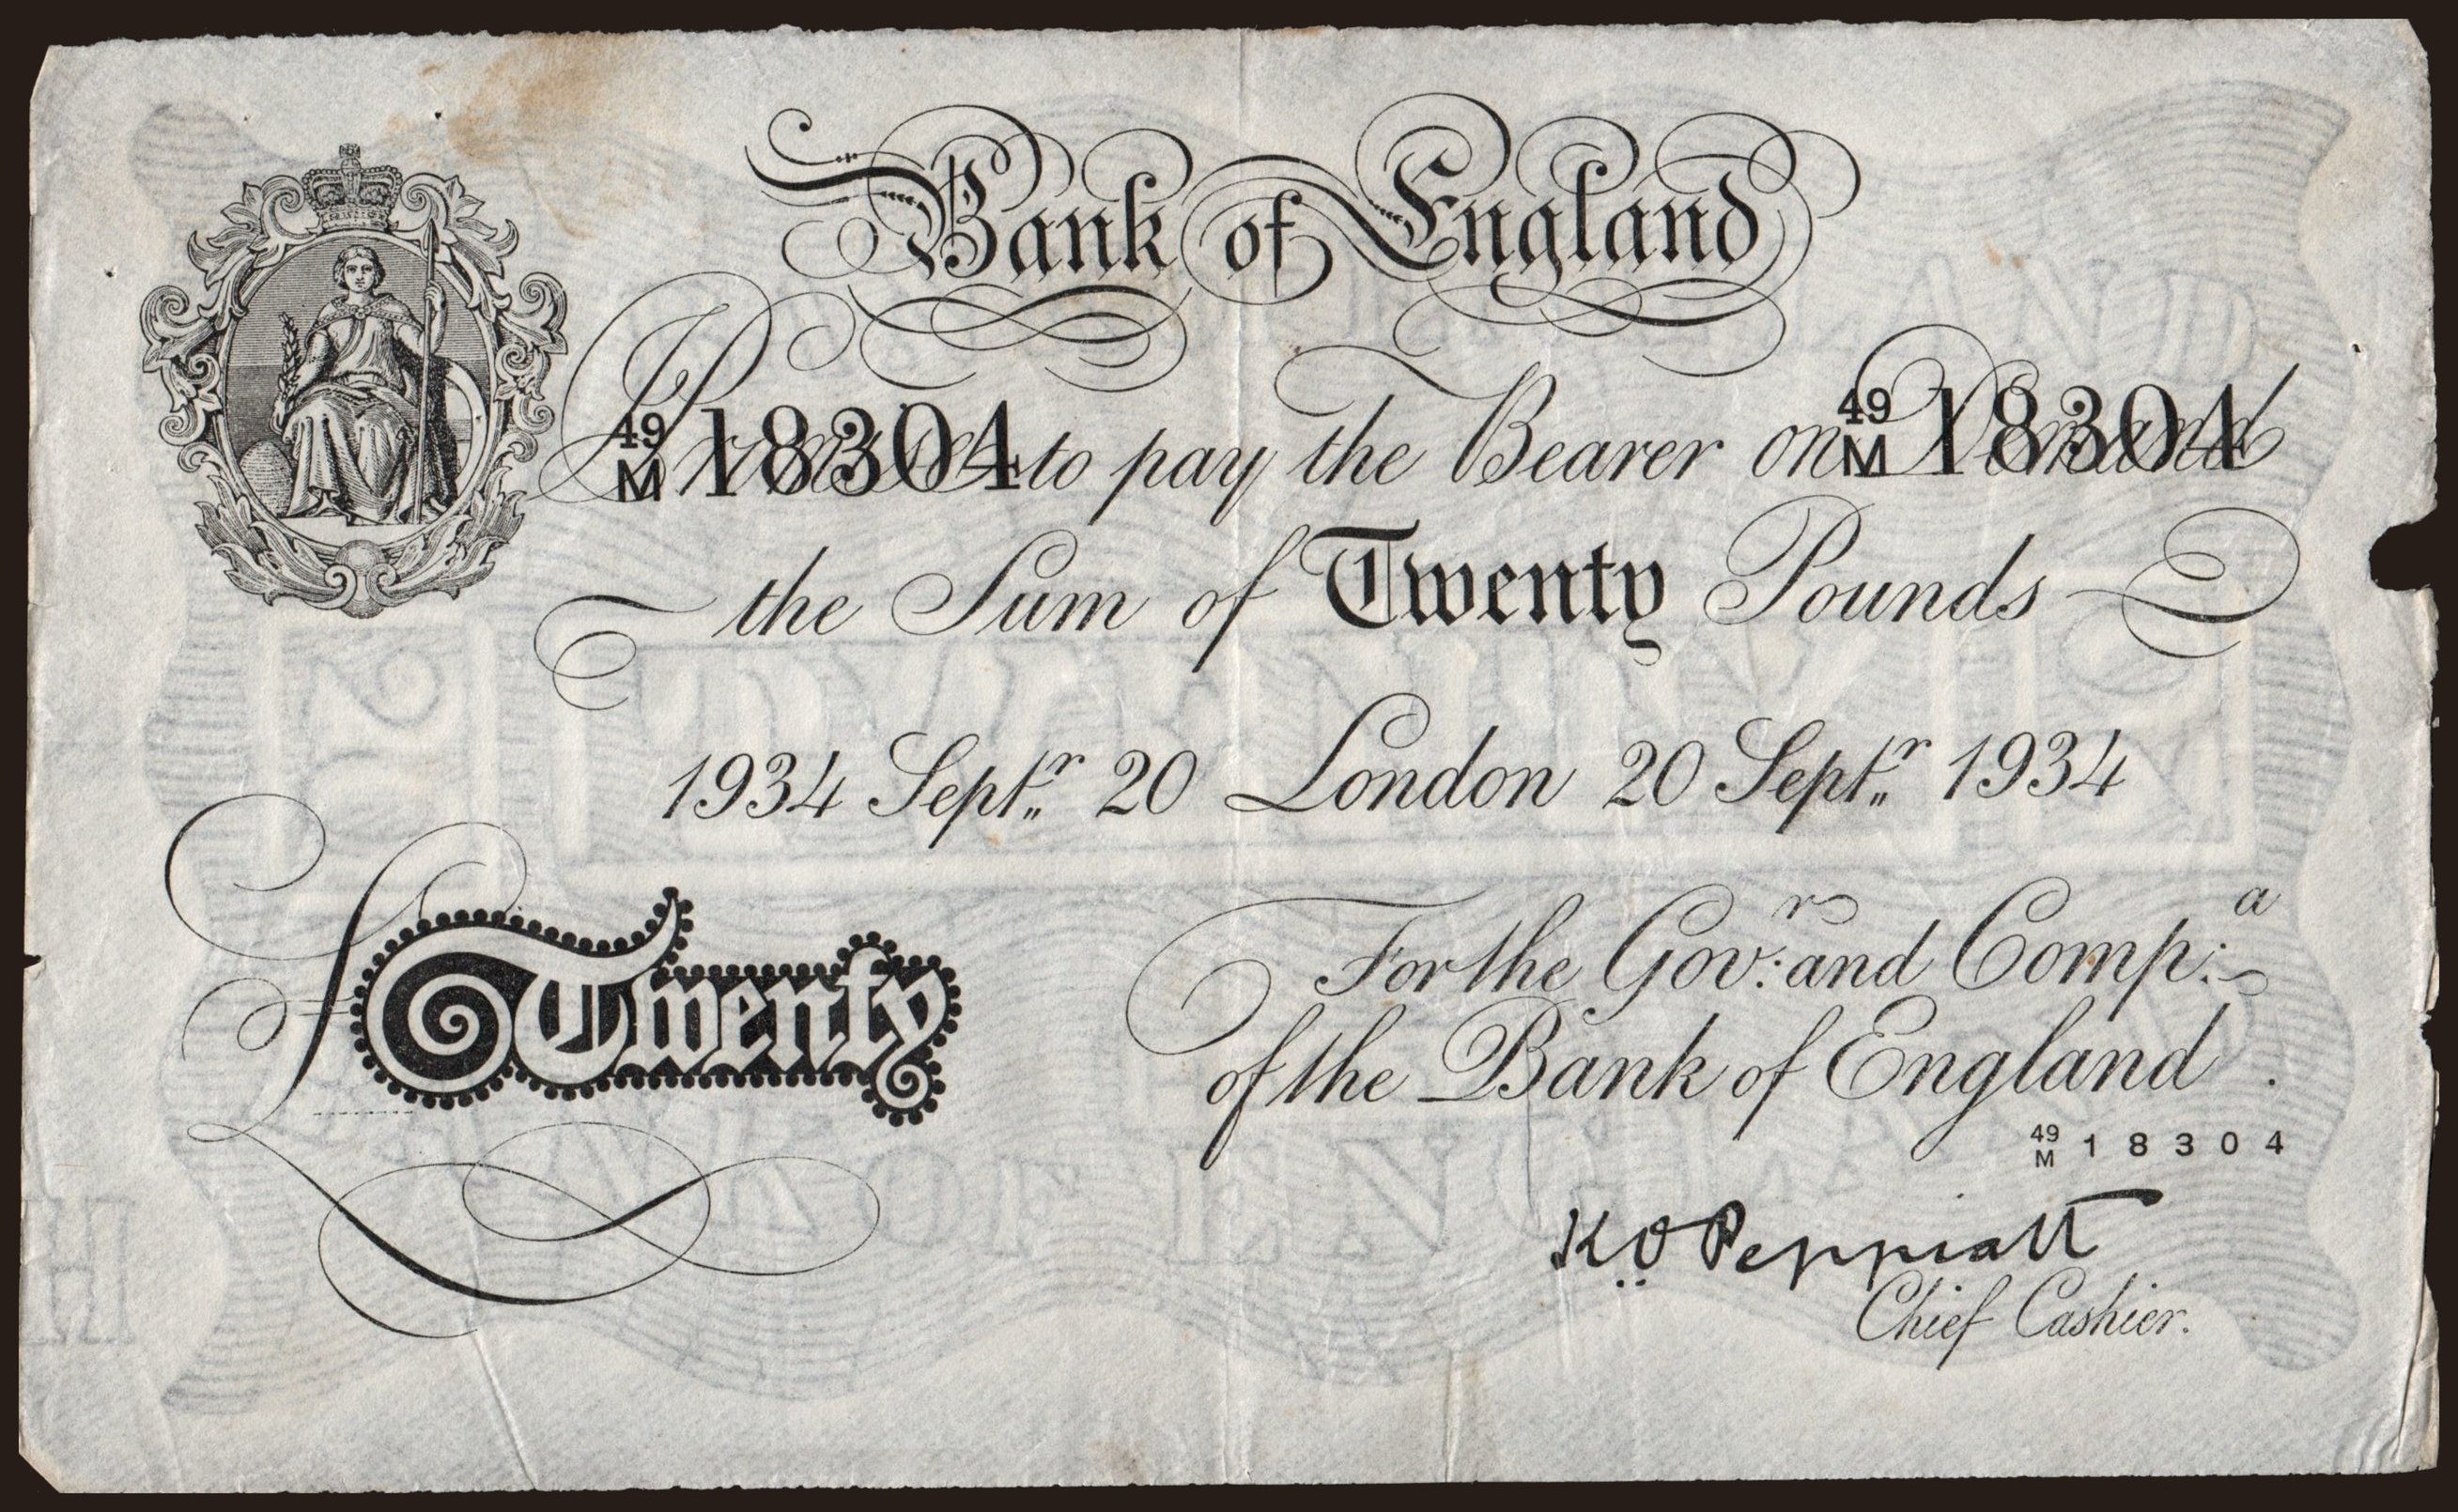 Bank of England
I Promise to pay the Bearer on Demand
49 M 18304 49 M 18304
the Sum of Twenty Pounds
1934 Septr. 20 London 20 Septr. 1934
For the Govr: and Compa:
£ Twenty
of the Bank of England.
49 M 18304
K.O. Peppiatt
Chief Cashier.